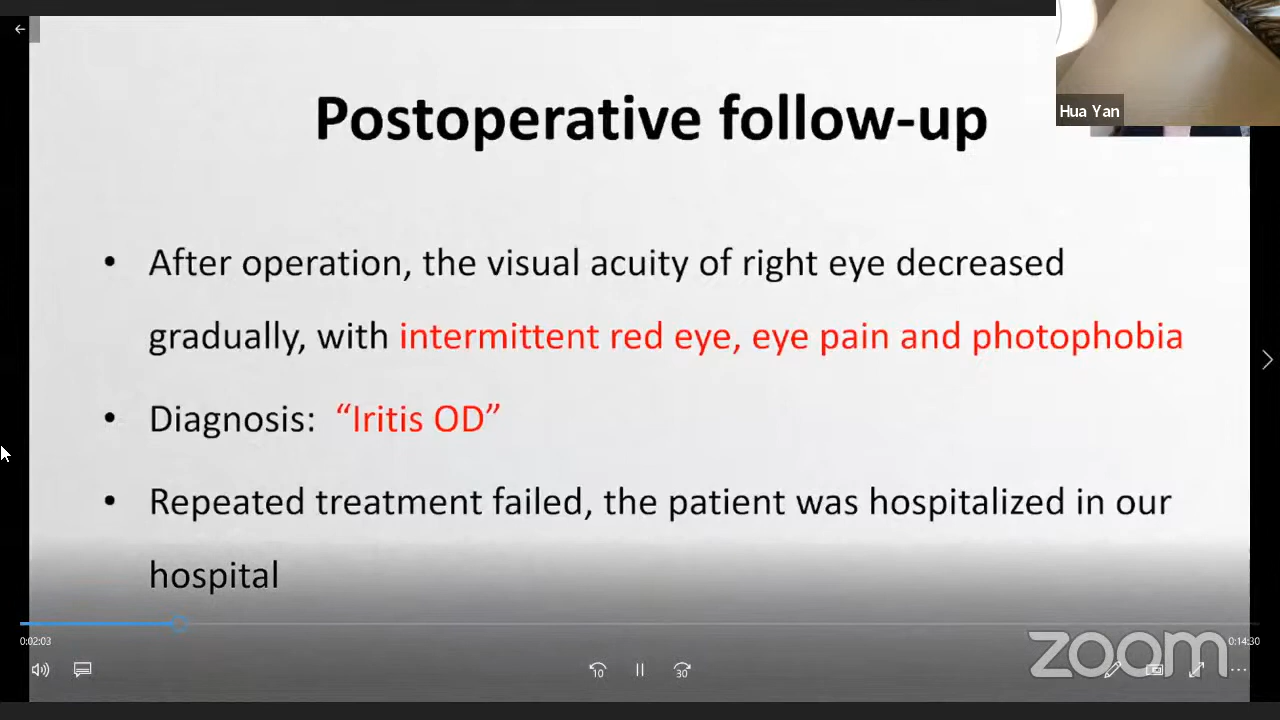 Hua Yan
Postoperative follow-up
• After operation, the visual acuity of right eye decreased
gradually, with intermittent red eye, eye pain and photophobia
• Diagnosis: “Iritis OD”
• Repeated treatment failed, the patient was hospitalized in our
hospital
0:02:03
0:14:30
10
30
zoom